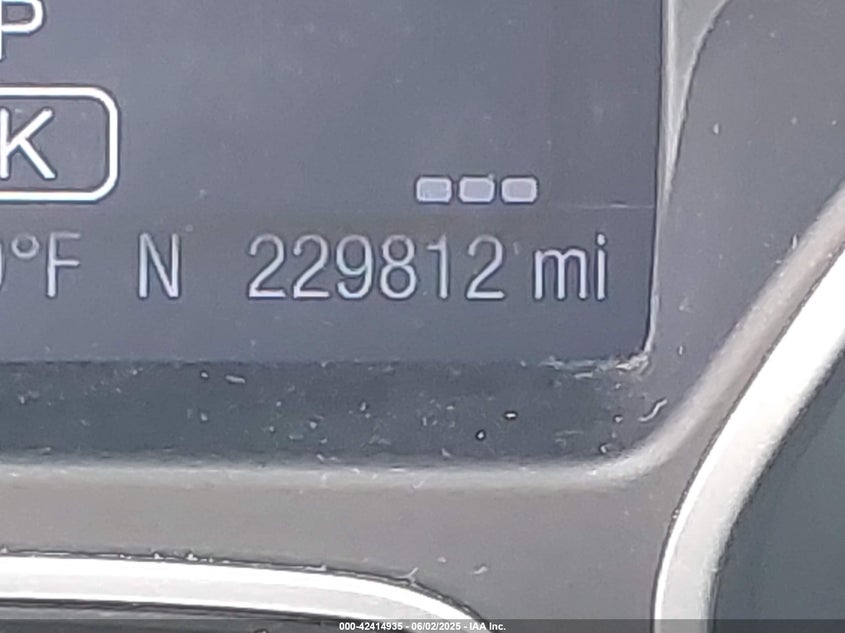 P
K
°F N 229812 mi
000-42414935 - 06/02/2025 - IAA Inc.